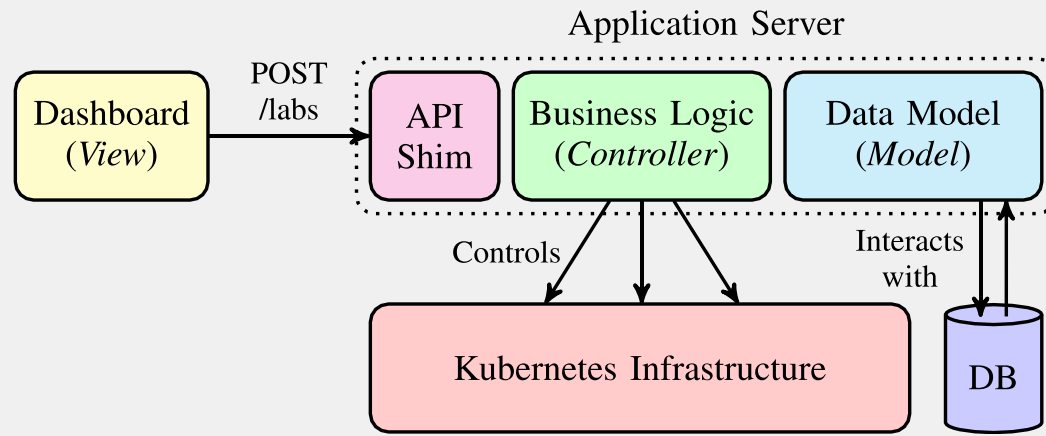 Application Server
Dashboard
(View)
POST
/labs
API
Shim
Business Logic
(Controller)
Data Model
(Model)
Controls
Interacts
with
Kubernetes Infrastructure
DB